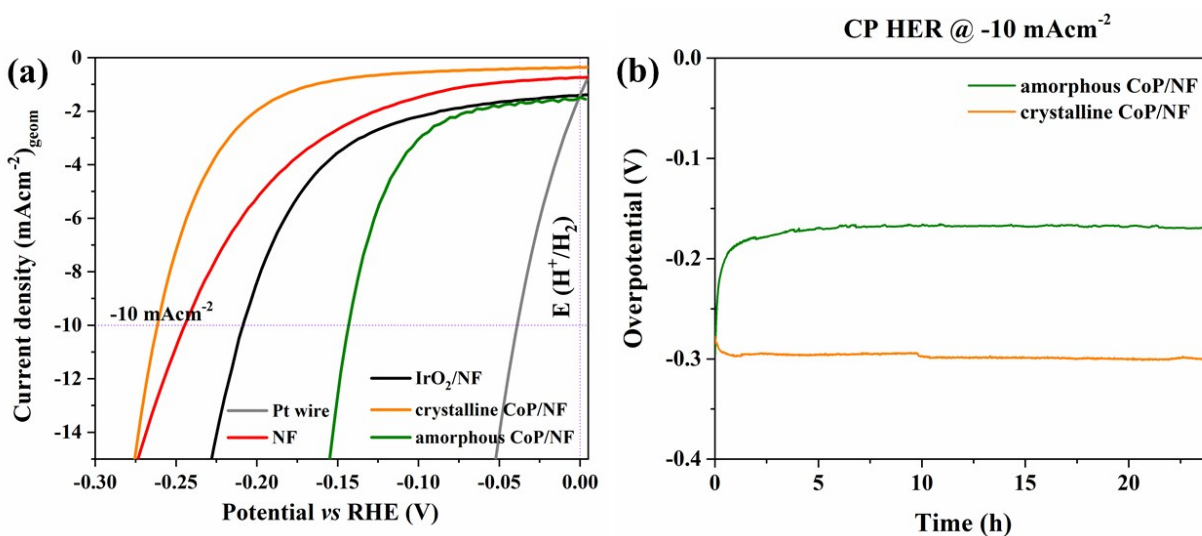 (a)
0
-2
-4
-6
-8
-10
-12
-14
Current density (mAcm⁻²)geom
-10 mAcm⁻²
E (H⁺/H₂)
IrO₂/NF
Pt wire
crystalline CoP/NF
NF
amorphous CoP/NF
-0.30 -0.25 -0.20 -0.15 -0.10 -0.05 0.00
Potential vs RHE (V)
CP HER @ -10 mAcm⁻²
(b)
0.0
-0.1
-0.2
-0.3
-0.4
Overpotential (V)
amorphous CoP/NF
crystalline CoP/NF
0 5 10 15 20
Time (h)